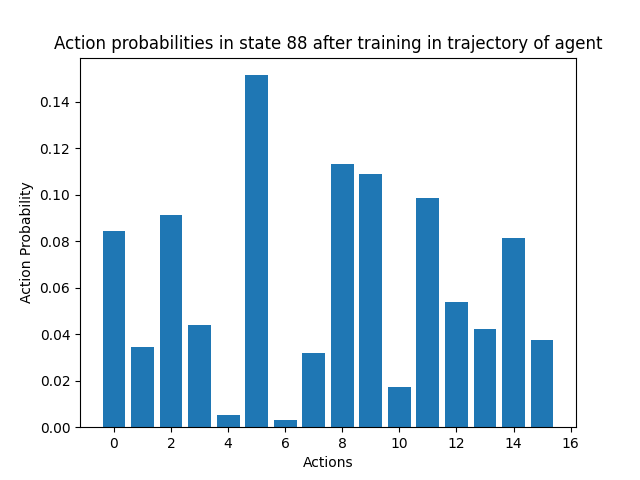 Action probabilities in state 88 after training in trajectory of agent
0.14
0.12
0.10
0.08
0.06
0.04
0.02
0.00
Action Probability
0 2 4 6 8 10 12 14 16
Actions